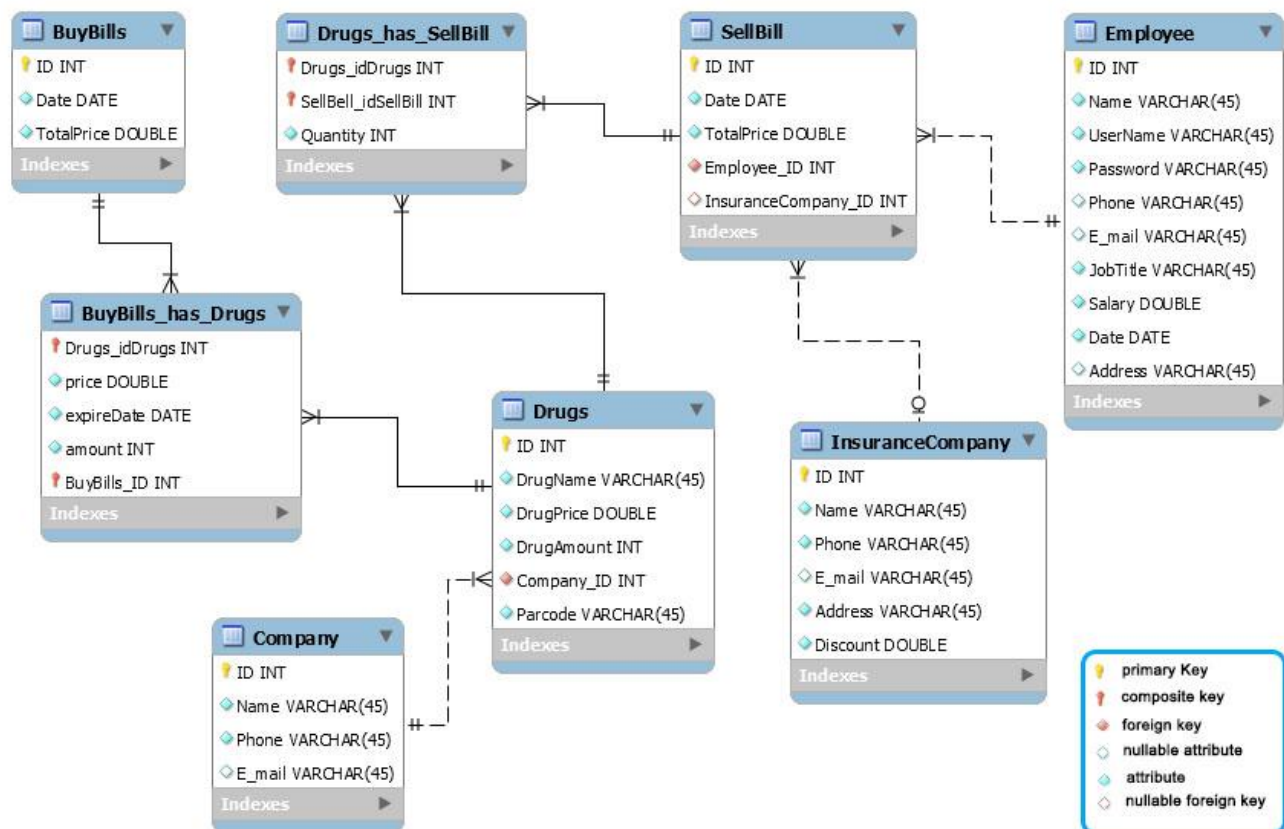 BuyBills
ID INT
Date DATE
TotalPrice DOUBLE
Indexes
Drugs_has_SellBill
Drugs_idDrugs INT
SellBell_idSellBill INT
Quantity INT
Indexes
SellBill
ID INT
Date DATE
TotalPrice DOUBLE
Employee_ID INT
InsuranceCompany_ID INT
Indexes
Employee
ID INT
Name VARCHAR(45)
UserName VARCHAR(45)
Password VARCHAR(45)
Phone VARCHAR(45)
E_mail VARCHAR(45)
JobTitle VARCHAR(45)
Salary DOUBLE
Date DATE
Address VARCHAR(45)
Indexes
BuyBills_has_Drugs
Drugs_idDrugs INT
price DOUBLE
expireDate DATE
amount INT
BuyBills_ID INT
Indexes
Drugs
ID INT
DrugName VARCHAR(45)
DrugPrice DOUBLE
DrugAmount INT
Company_ID INT
Parcode VARCHAR(45)
Indexes
InsuranceCompany
ID INT
Name VARCHAR(45)
Phone VARCHAR(45)
E_mail VARCHAR(45)
Address VARCHAR(45)
Discount DOUBLE
Indexes
Company
ID INT
Name VARCHAR(45)
Phone VARCHAR(45)
E_mail VARCHAR(45)
Indexes
primary Key
composite key
foreign key
nullable attribute
attribute
nullable foreign key